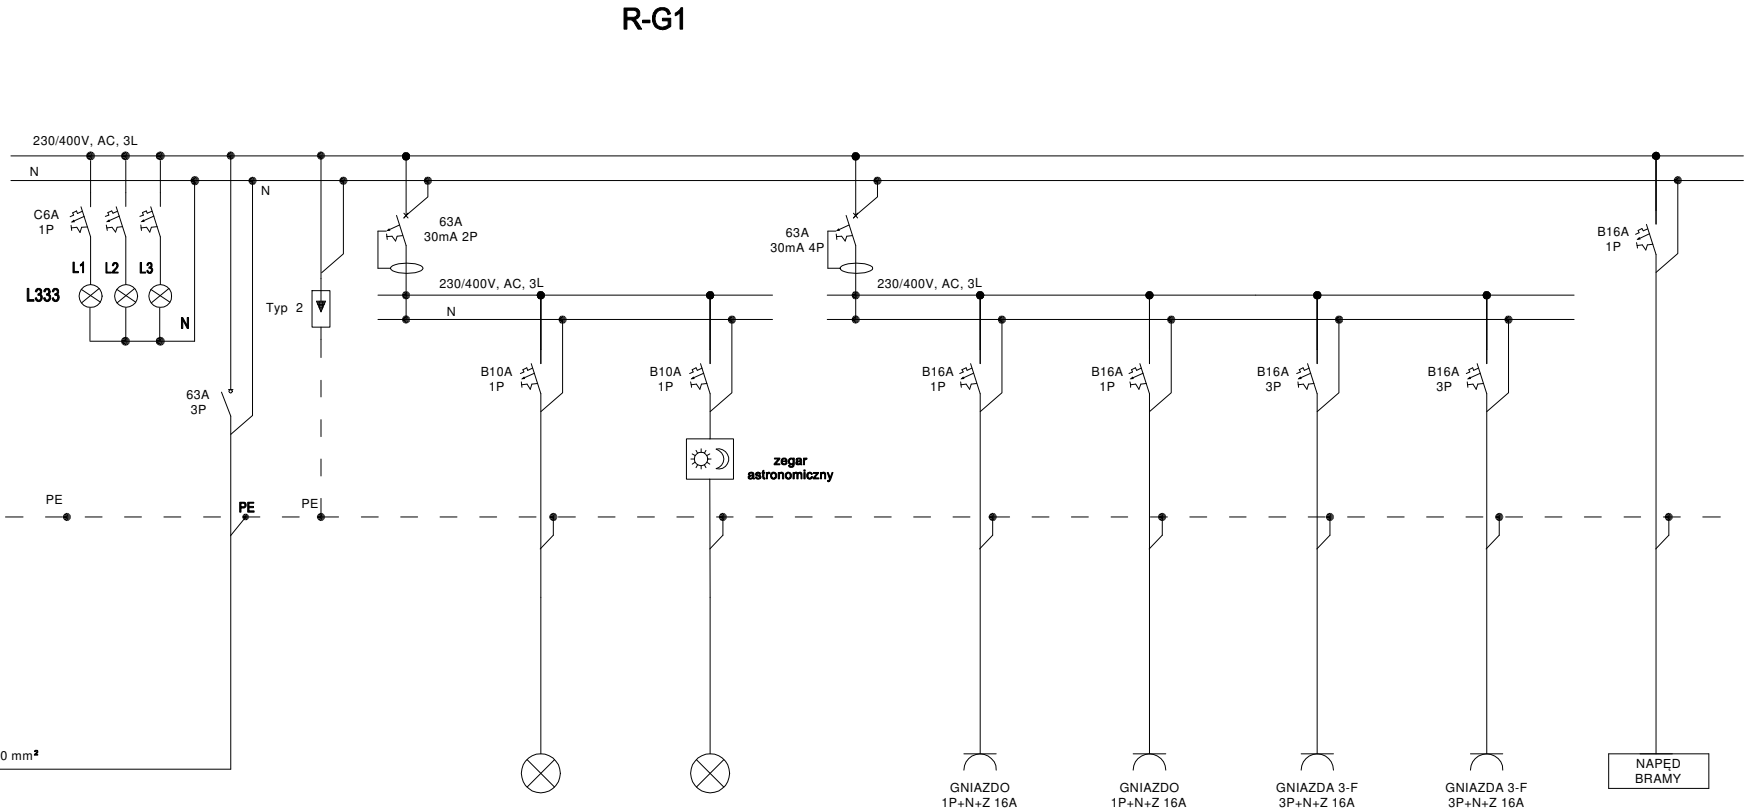 R-G1
230/400V, AC, 3L
N
N
C6A
1P
63A
30mA 2P
63A
30mA 4P
B16A
1P
L1 L2 L3
L333
N
Typ 2
230/400V, AC, 3L
N
230/400V, AC, 3L
63A
3P
B10A
1P
B10A
1P
B16A
1P
B16A
1P
B16A
3P
B16A
3P
zegar
astronomiczny
PE
PE
PE
0 mm²
GNIAZDO
1P+N+Z 16A
GNIAZDO
1P+N+Z 16A
GNIAZDA 3-F
3P+N+Z 16A
GNIAZDA 3-F
3P+N+Z 16A
NAPĘD
BRAMY